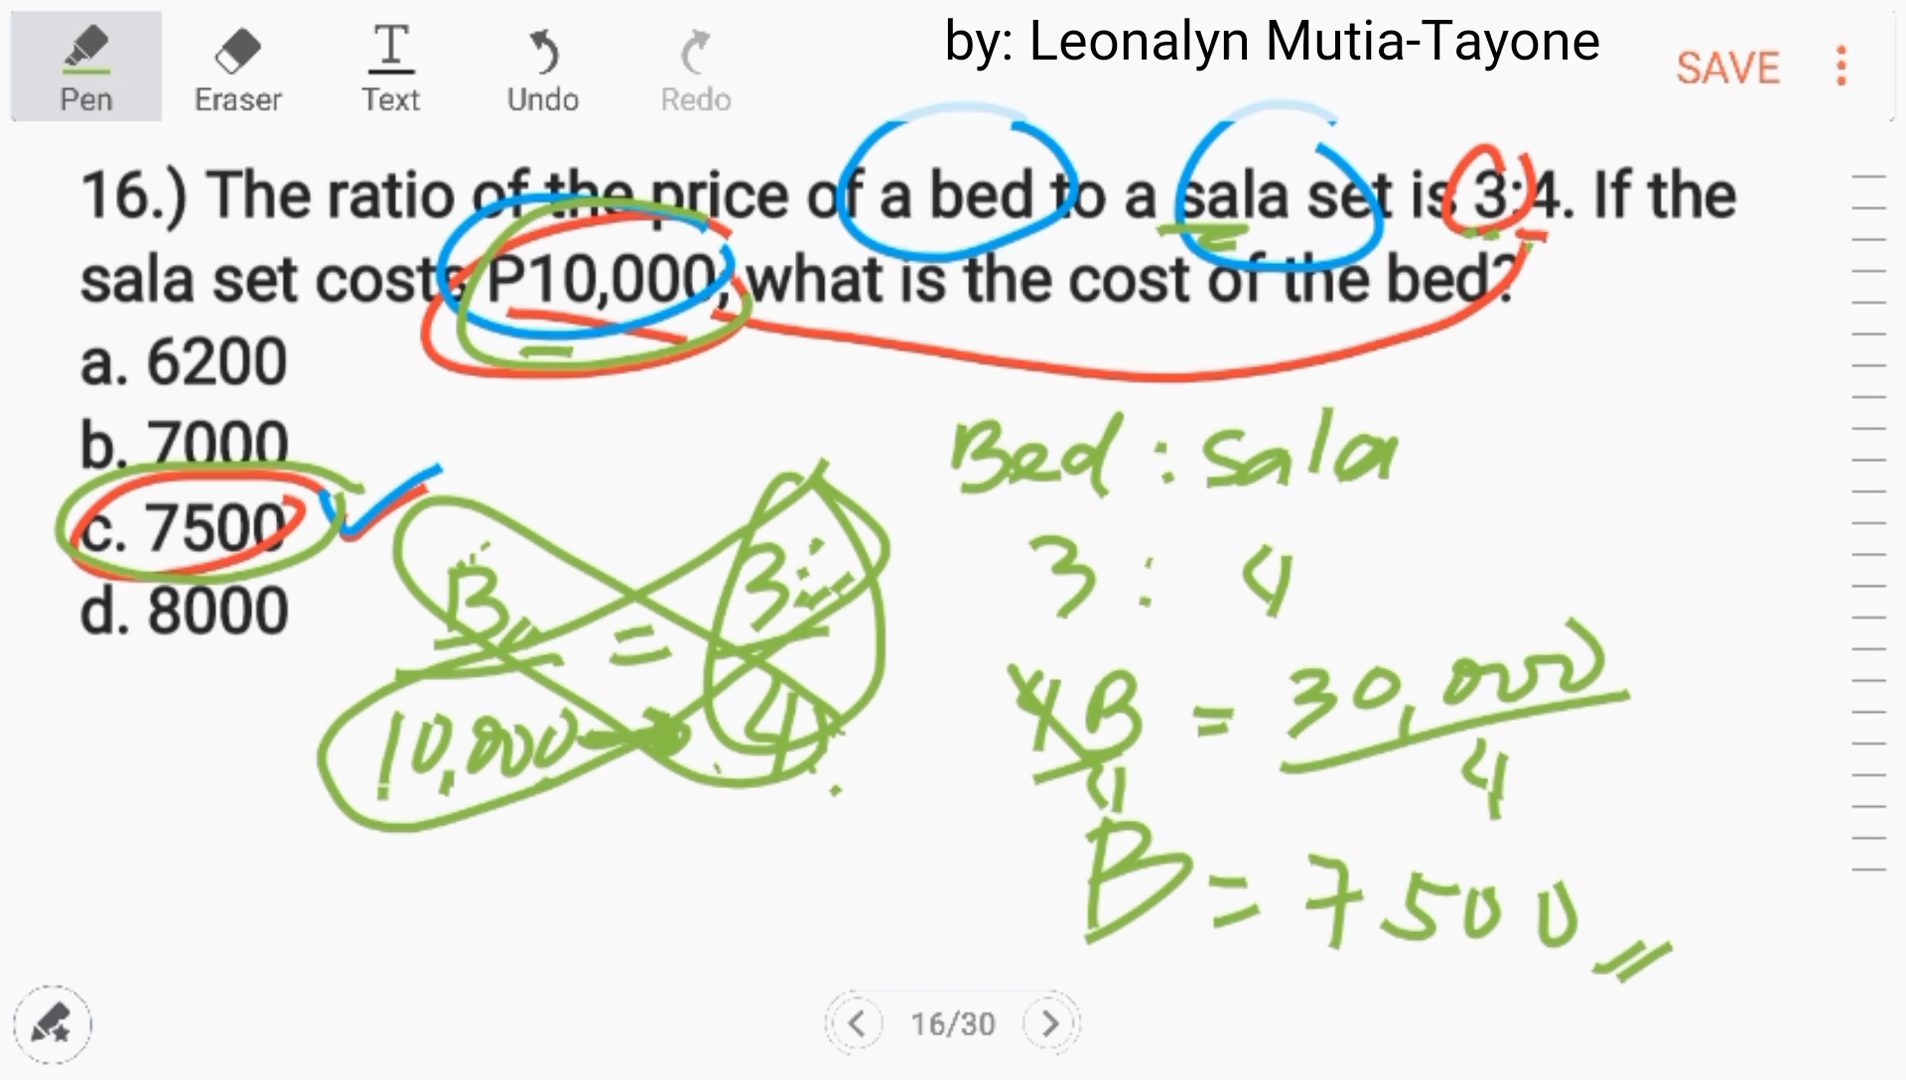 by: Leonalyn Mutia-Tayone
Pen Eraser Text Undo Redo SAVE
16.) The ratio of the price of a bed to a sala set is 3:4. If the
sala set costs P10,000, what is the cost of the bed?
a. 6200
b. 7000
c. 7500
d. 8000
Bed : Sala
3 : 4
B = 3
10,000 4
4B = 30,000
4 4
B = 7500
16/30